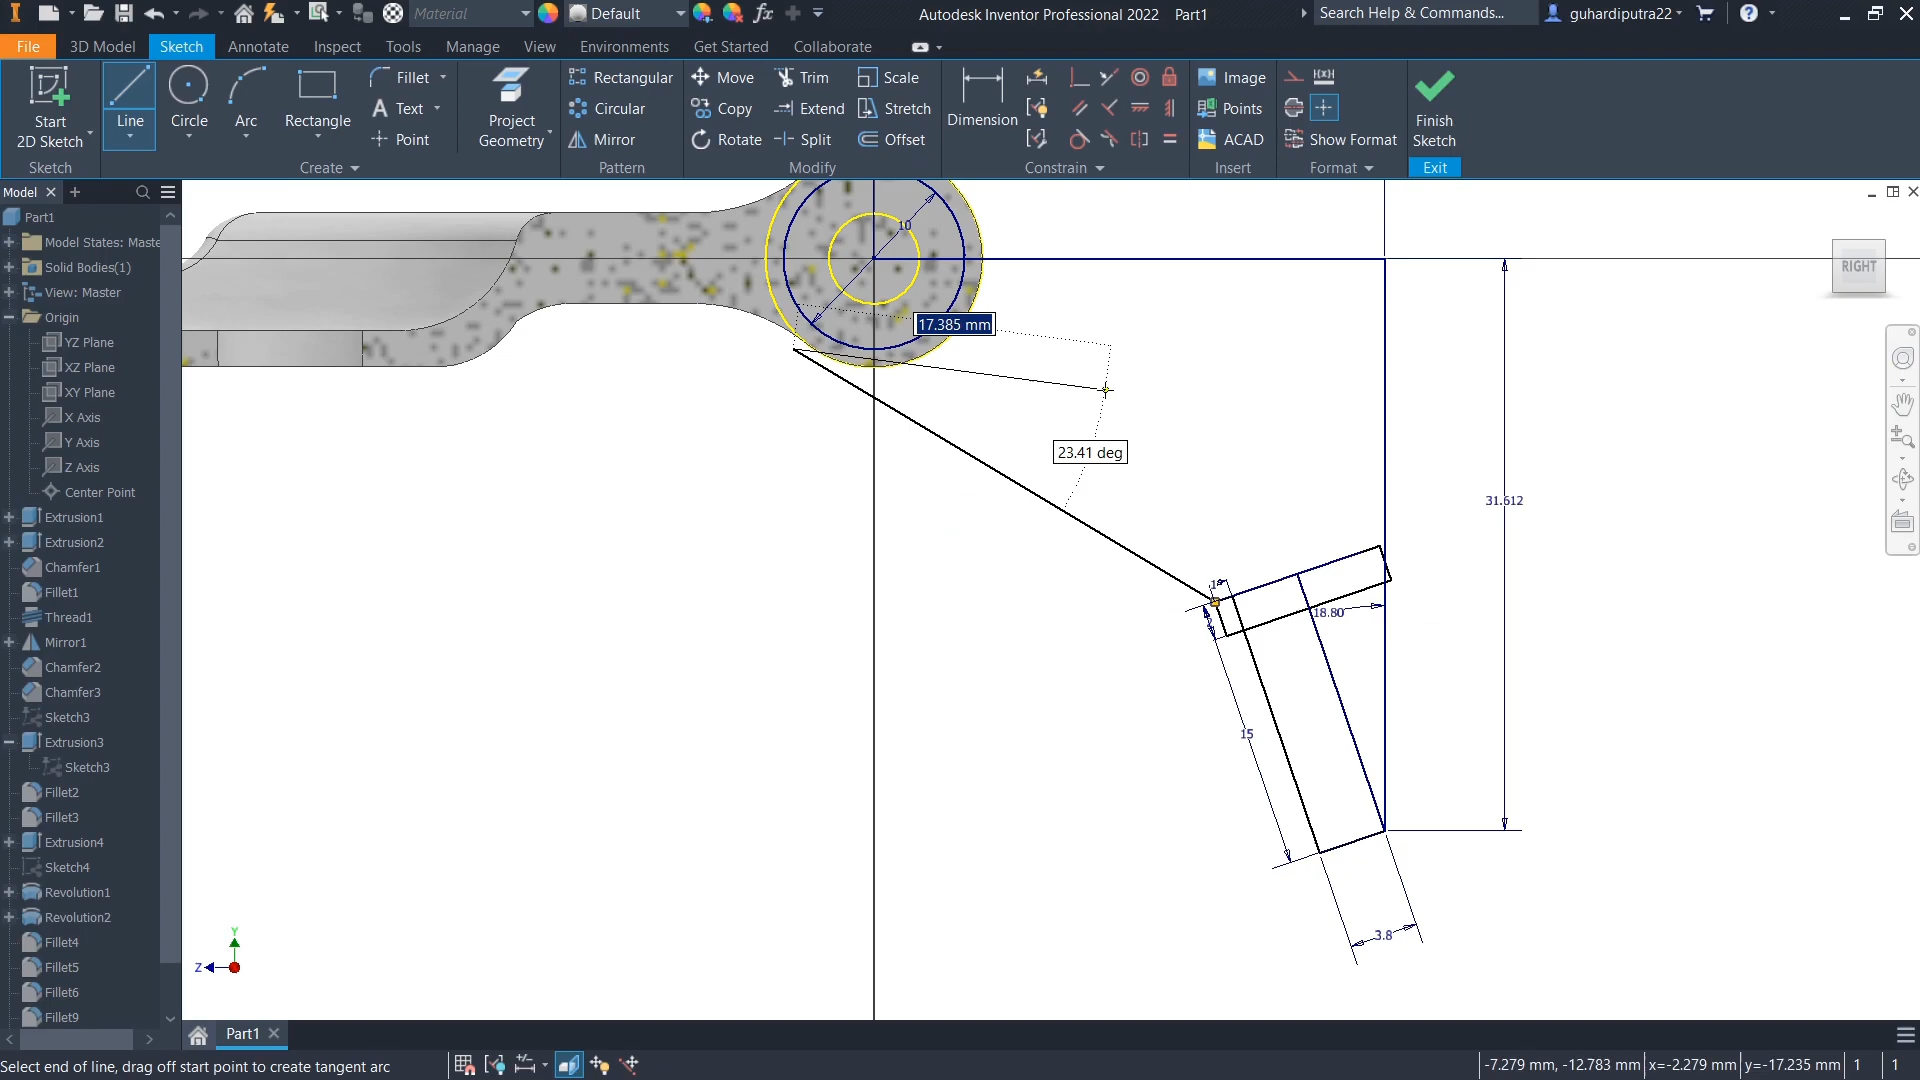 Material
Default
Autodesk Inventor Professional 2022 Part1
Search Help & Commands...
guhardiputra22
File
3D Model
Sketch
Annotate
Inspect
Tools
Manage
View
Environments
Get Started
Collaborate
Start
2D Sketch
Sketch
Line
Circle
Arc
Rectangle
Fillet
Text
Point
Create
Project
Geometry
Rectangular
Circular
Mirror
Pattern
Move
Copy
Rotate
Trim
Extend
Split
Scale
Stretch
Offset
Modify
Dimension
Constrain
Image
Points
ACAD
Insert
Show Format
Format
Finish
Sketch
Exit
Model
Part1
Model States: Maste
Solid Bodies(1)
View: Master
Origin
YZ Plane
XZ Plane
XY Plane
X Axis
Y Axis
Z Axis
Center Point
Extrusion1
Extrusion2
Chamfer1
Fillet1
Thread1
Mirror1
Chamfer2
Chamfer3
Sketch3
Extrusion3
Sketch3
Fillet2
Fillet3
Extrusion4
Sketch4
Revolution1
Revolution2
Fillet4
Fillet5
Fillet6
Fillet9
10
17.385 mm
23.41 deg
RIGHT
31.612
18.80
15
3.8
Y
Z
Part1
Select end of line, drag off start point to create tangent arc
-7.279 mm, -12.783 mm x=-2.279 mm y=-17.235 mm 1 1